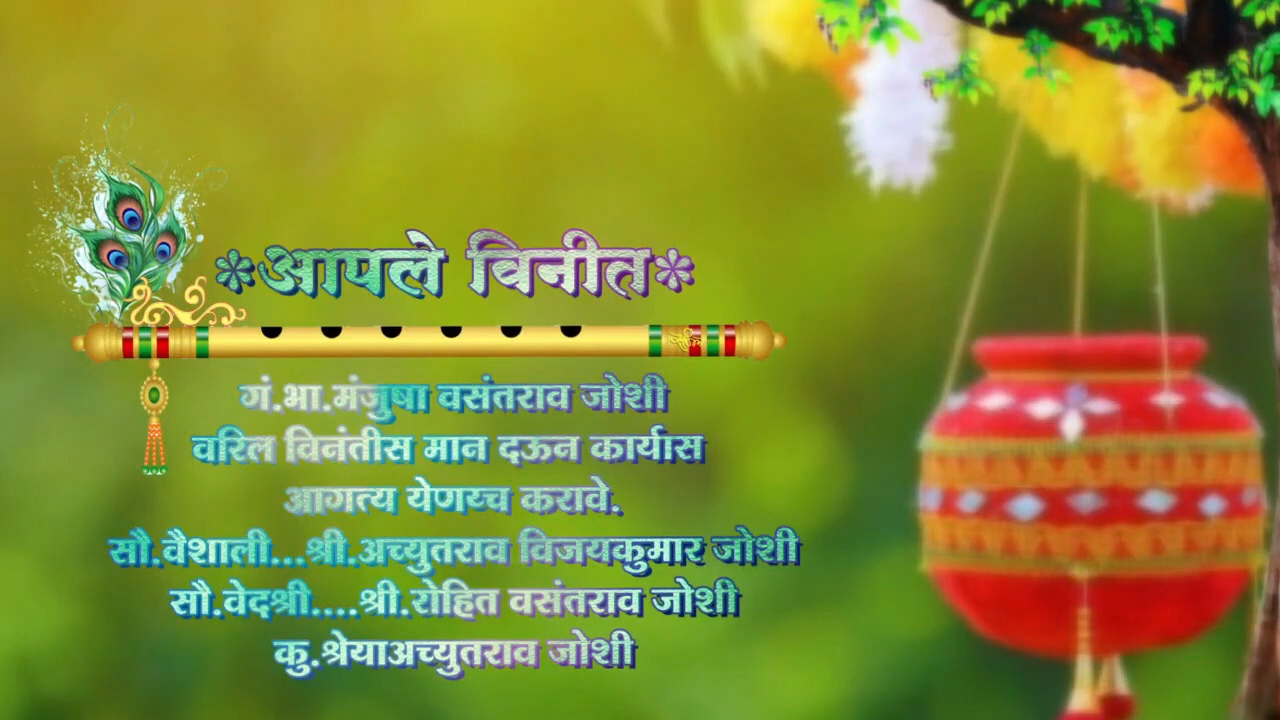 *आपले विनीत*
गं.भा.मंजुषा वसंतराव जोशी
वरिल विनंतीस मान दऊन कार्यास
आगत्य येणय्च करावे.
सौ.वैशाली...श्री.अच्युतराव विजयकुमार जोशी
सौ.वेदश्री....श्री.रोहित वसंतराव जोशी
कु.श्रेयाअच्युतराव जोशी